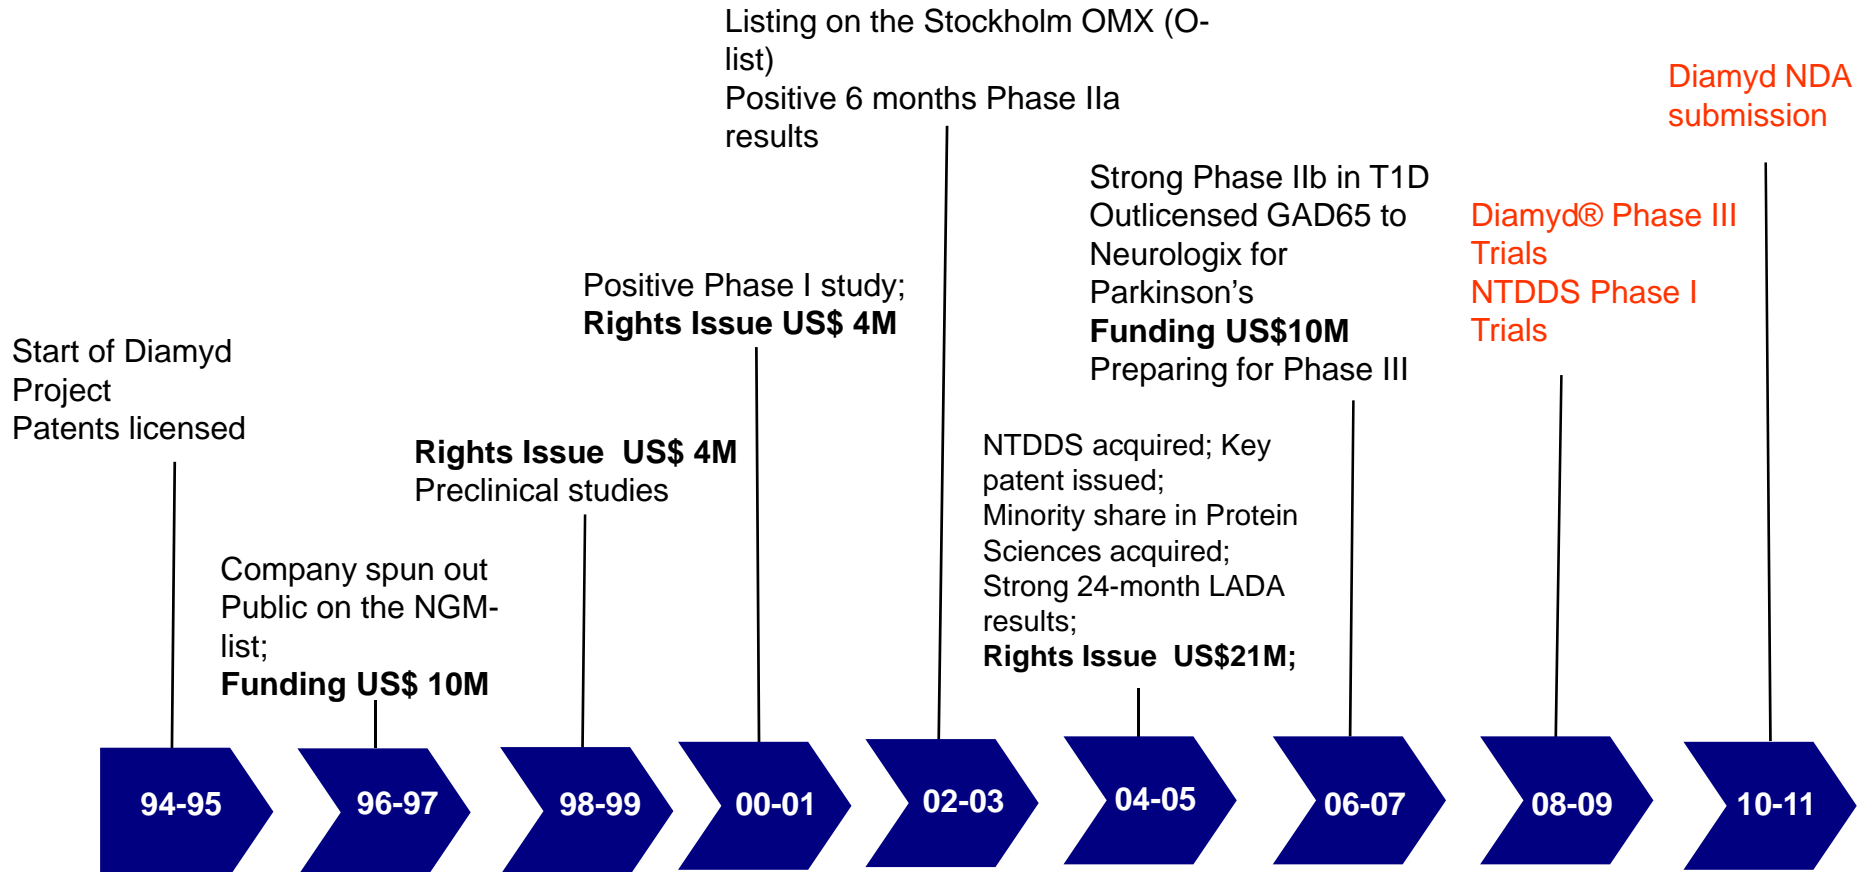 Start of Diamyd
Project
Patents licensed
Company spun out
Public on the NGM-
list;
Funding US$ 10M
Rights Issue  US$ 4M
Preclinical studies
Positive Phase I study;
Rights Issue US$ 4M
Listing on the Stockholm OMX (O-
list)
Positive 6 months Phase IIa
results
NTDDS acquired; Key
patent issued;
Minority share in Protein
Sciences acquired;
Strong 24-month LADA
results;
Rights Issue  US$21M;
Strong Phase IIb in T1D
Outlicensed GAD65 to
Neurologix for
Parkinson’s
Funding US$10M
Preparing for Phase III
Diamyd® Phase III
Trials
NTDDS Phase I
Trials
Diamyd NDA
submission
94-95
96-97
98-99
00-01
02-03
04-05
06-07
08-09
10-11